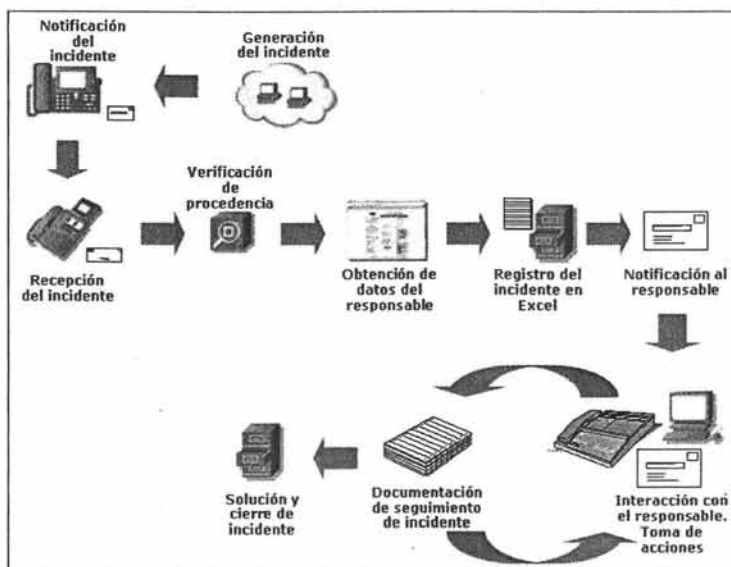 Notificación
del
incidente
Generación
del incidente
Verificación
de
procedencia
Recepción
del incidente
Obtención de
datos del
responsable
Registro del
incidente en
Excel
Notificación al
responsable
Solución y
cierre de
incidente
Documentación
de seguimiento
de incidente
Interacción con
el responsable.
Toma de
acciones